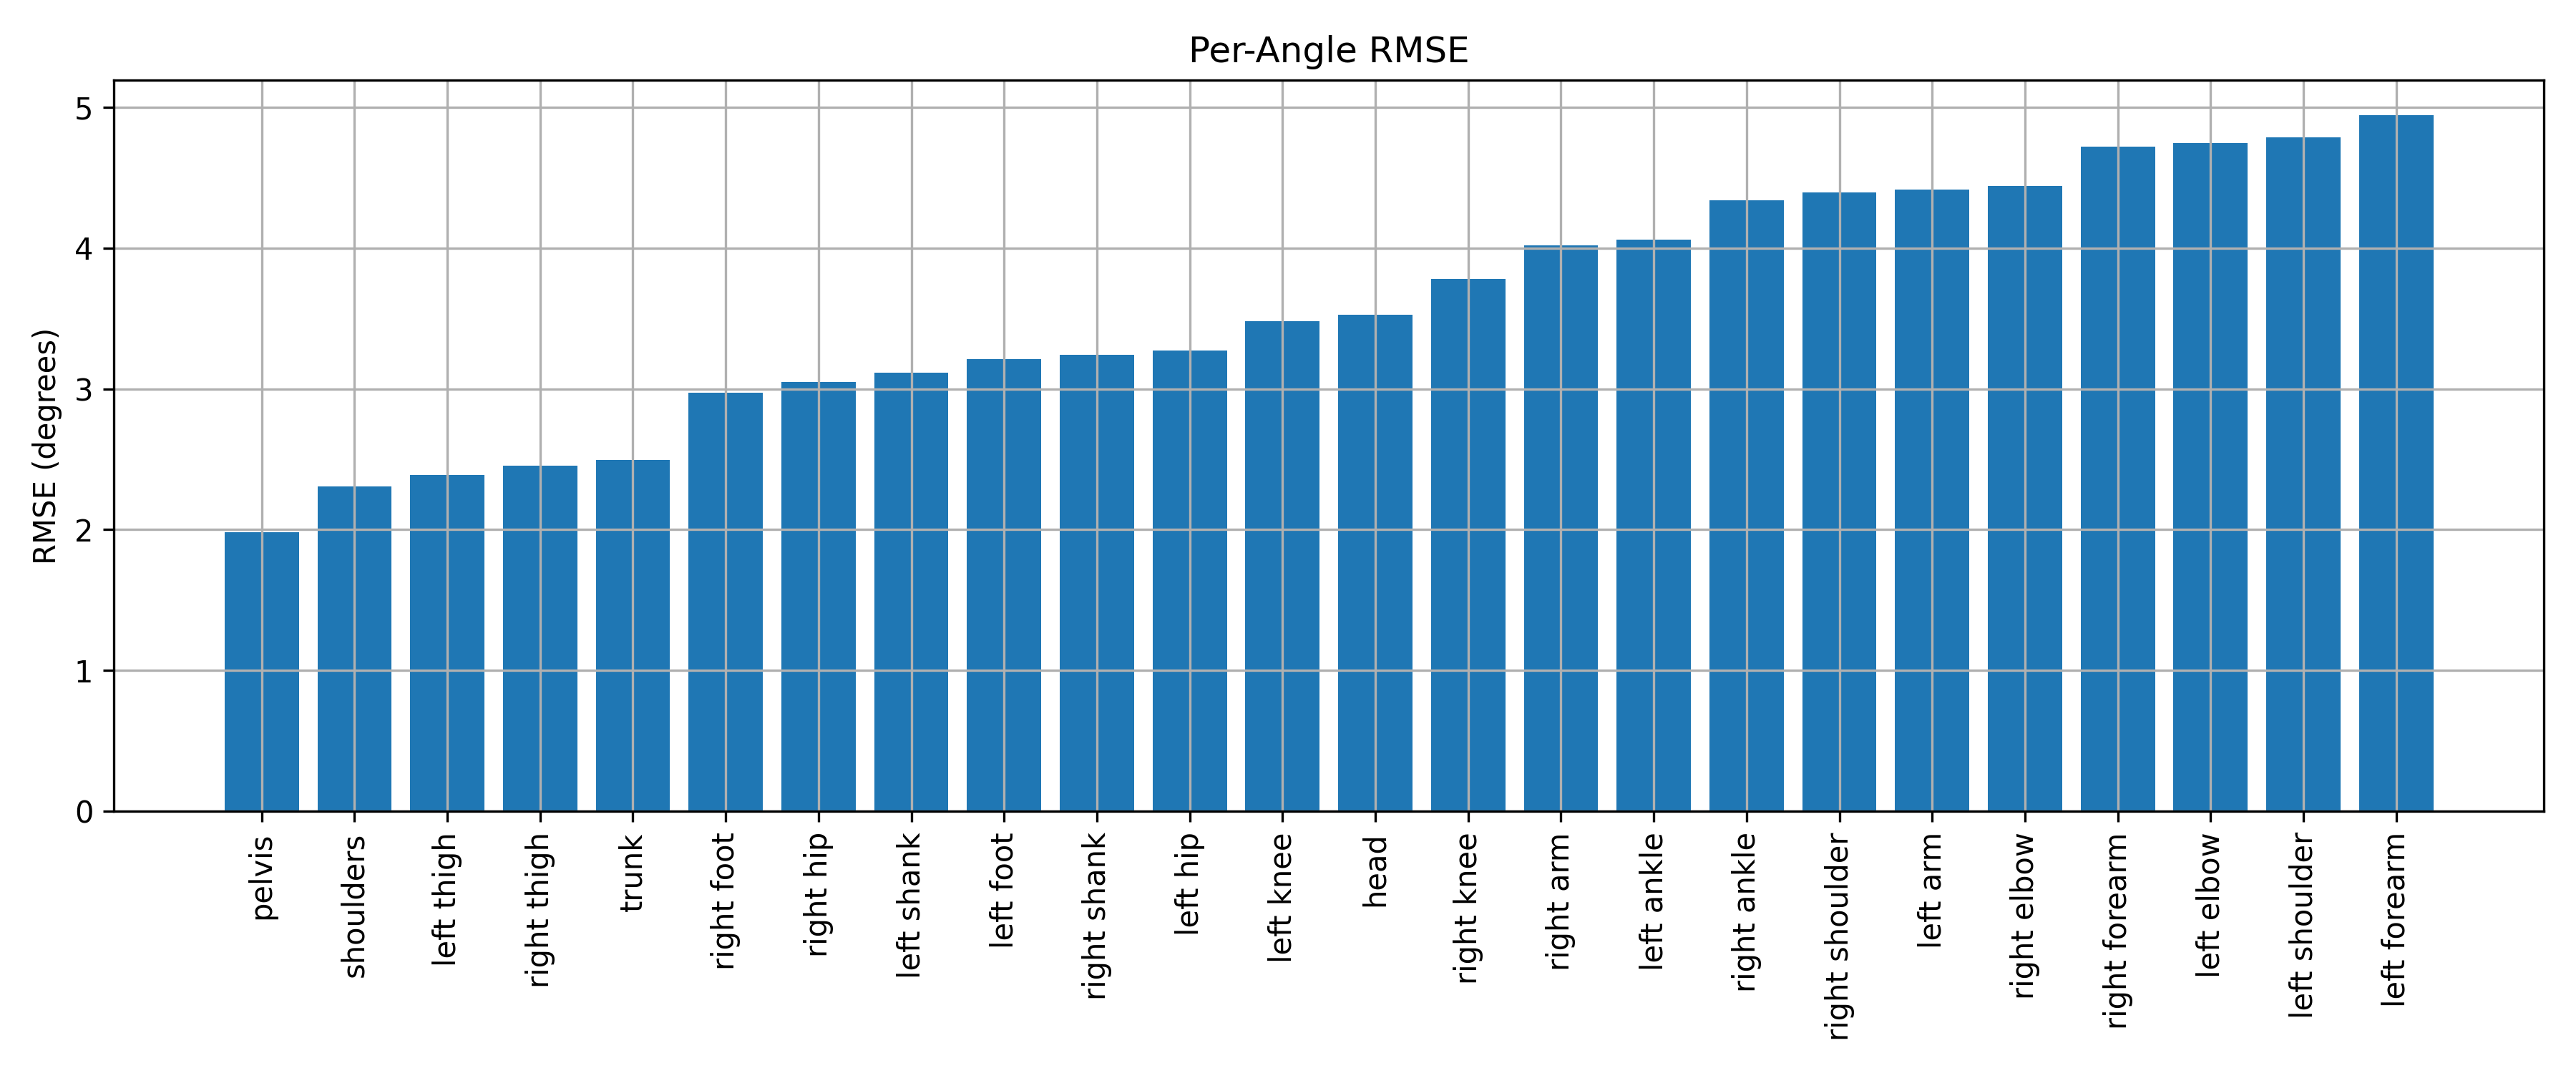 Per-Angle RMSE
RMSE (degrees)
5
4
3
2
1
0
pelvis
shoulders
left thigh
right thigh
trunk
right foot
right hip
left shank
left foot
right shank
left hip
left knee
head
right knee
right arm
left ankle
right ankle
right shoulder
left arm
right elbow
right forearm
left elbow
left shoulder
left forearm